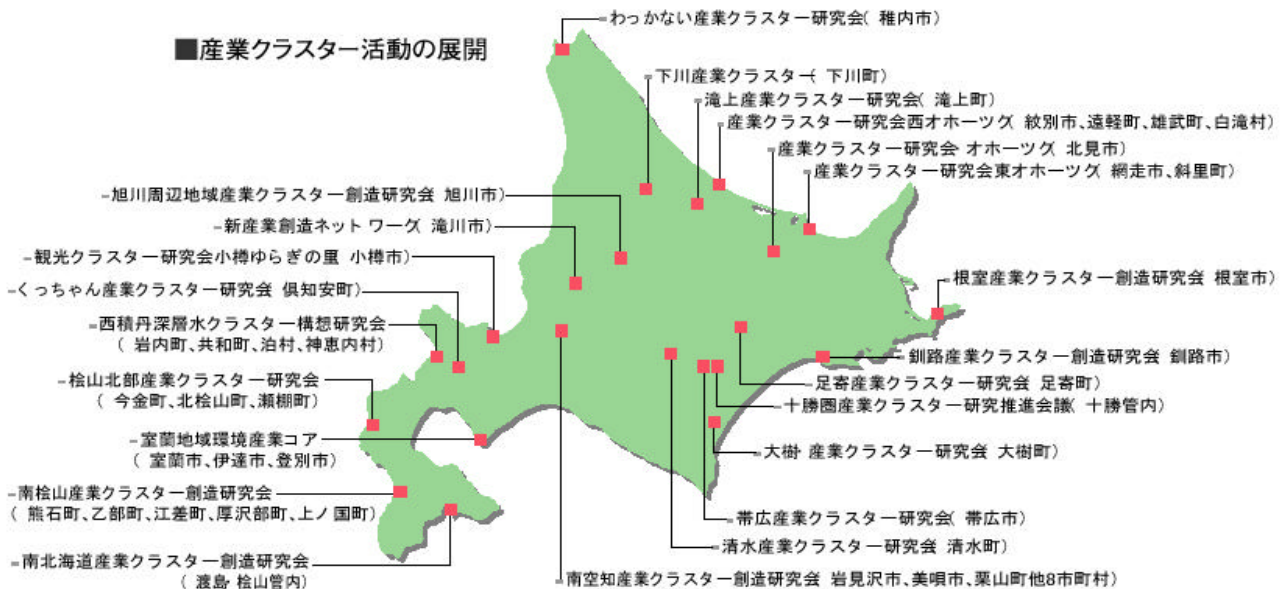 ■産業クラスター活動の展開
わっかない産業クラスター研究会( 稚内市)
下川産業クラスター( 下川町)
滝上産業クラスター研究会( 滝上町)
産業クラスター研究会西オホーツク( 紋別市、遠軽町、雄武町、白滝村)
産業クラスター研究会・オホーツク( 北見市)
産業クラスター研究会東オホーツク( 網走市、斜里町)
旭川周辺地域産業クラスター創造研究会( 旭川市)
新産業創造ネットワーク( 滝川市)
観光クラスター研究会小樽ゆらぎの里( 小樽市)
くっちゃん産業クラスター研究会( 倶知安町)
西積丹深層水クラスター構想研究会
( 岩内町、共和町、泊村、神恵内村)
桧山北部産業クラスター研究会
( 今金町、北桧山町、瀬棚町)
室蘭地域環境産業コア
( 室蘭市、伊達市、登別市)
南桧山産業クラスター創造研究会
( 熊石町、乙部町、江差町、厚沢部町、上ノ国町)
南北海道産業クラスター創造研究会
( 渡島・桧山管内)
根室産業クラスター創造研究会( 根室市)
釧路産業クラスター創造研究会( 釧路市)
足寄産業クラスター研究会( 足寄町)
十勝圏産業クラスター研究推進会議( 十勝管内)
大樹・産業クラスター研究会( 大樹町)
帯広産業クラスター研究会( 帯広市)
清水産業クラスター研究会( 清水町)
南空知産業クラスター創造研究会( 岩見沢市、美唄市、栗山町他8市町村)